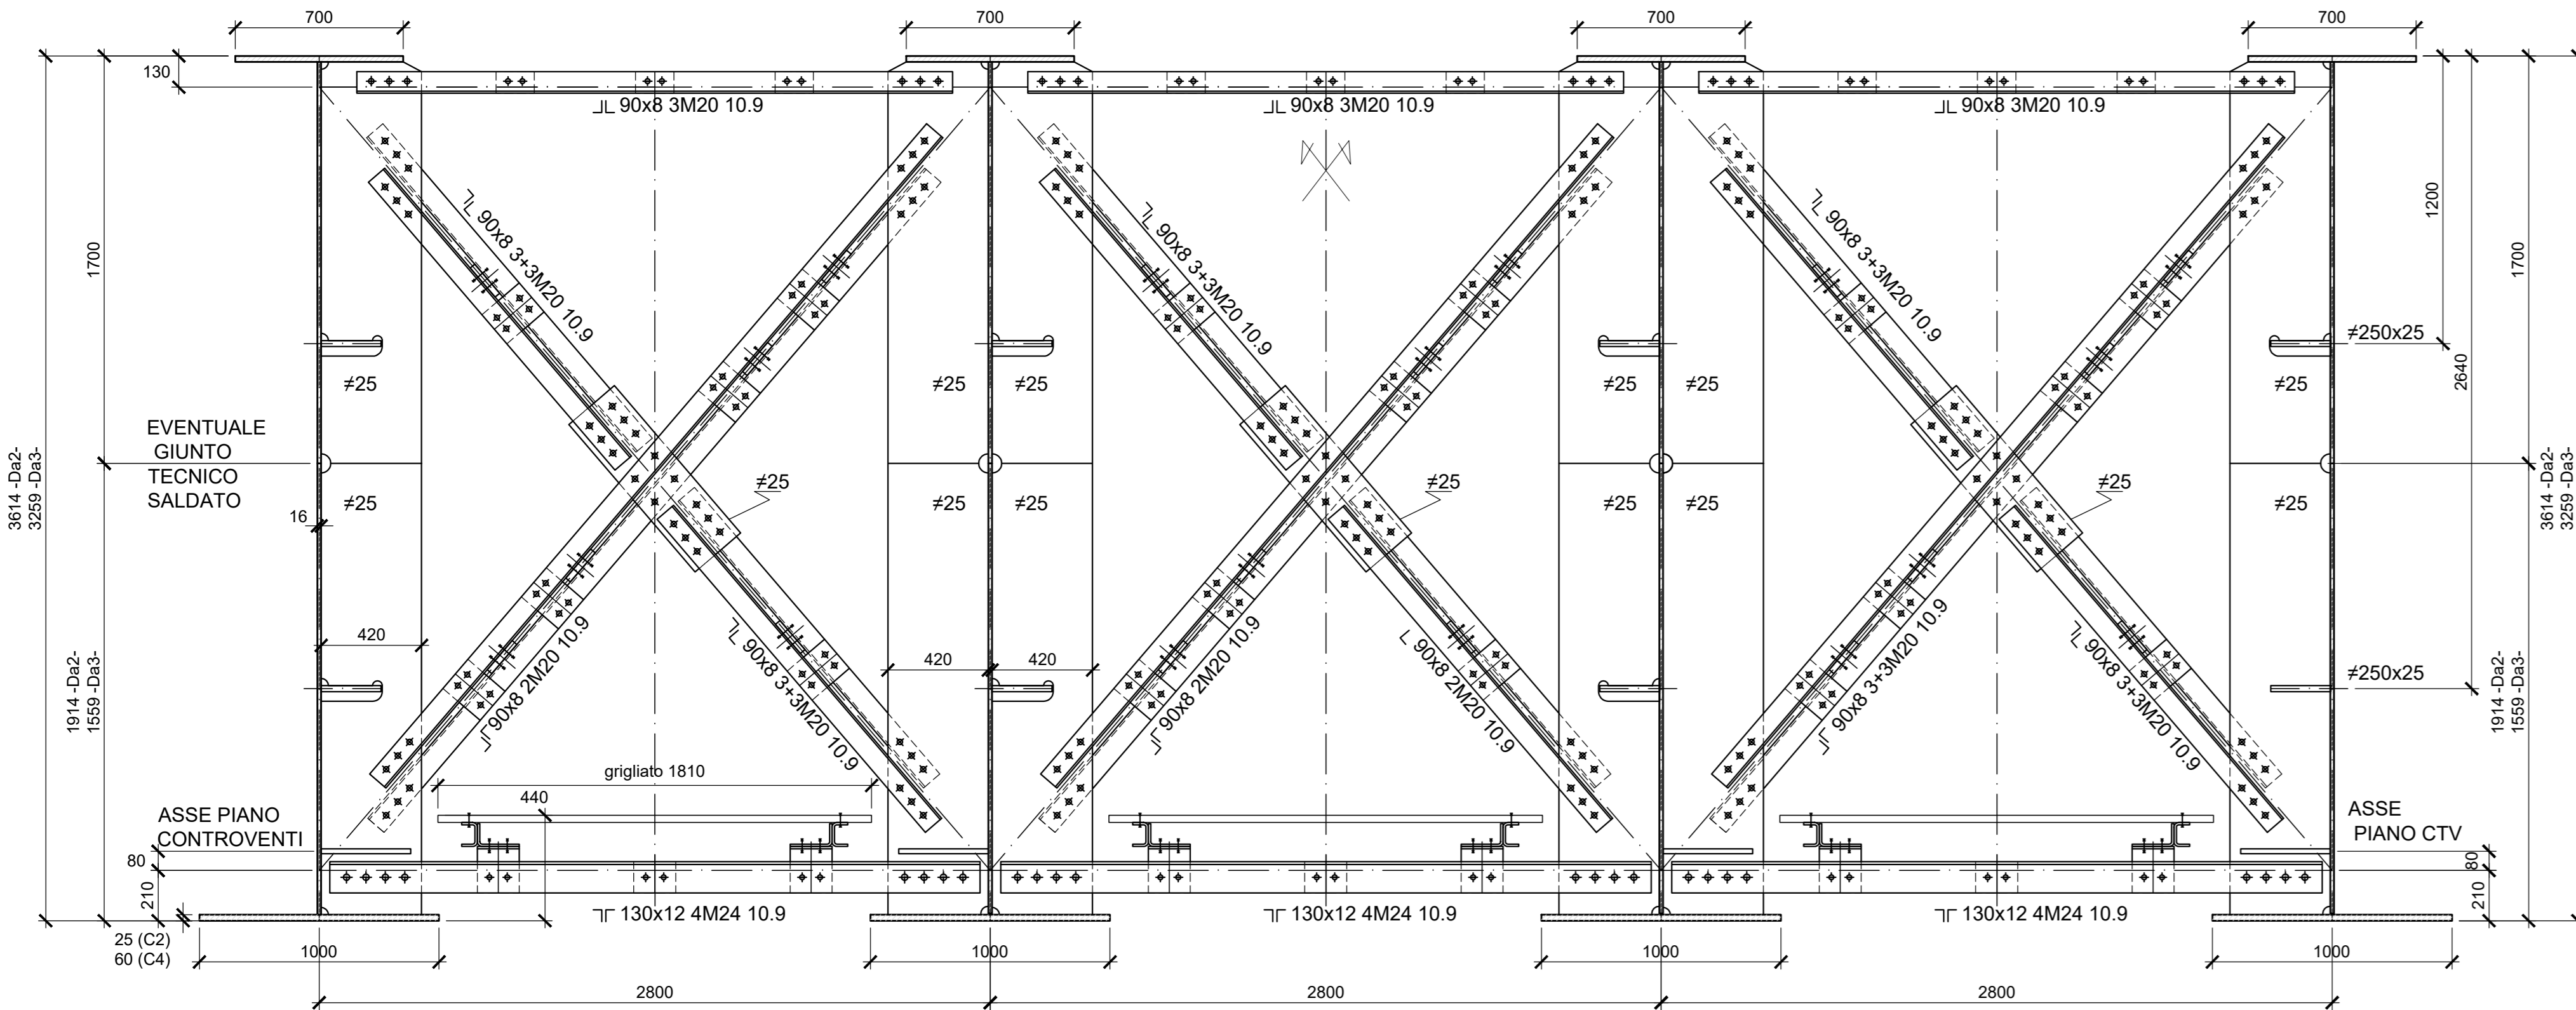 700
700
700
700
130
⅃L 90x8 3M20 10.9
⅃L 90x8 3M20 10.9
⅃L 90x8 3M20 10.9
90x8 3+3M20 10.9
90x8 3+3M20 10.9
90x8 3+3M20 10.9
1700
1200
1700
2640
≠250x25
≠25
≠25
≠25
≠25
≠25
≠25
EVENTUALE
GIUNTO
TECNICO
SALDATO
3614 -Da2-
3259 -Da3-
3614 -Da2-
3259 -Da3-
≠25
≠25
≠25
≠25
≠25
≠25
≠25
≠25
≠25
16
420
420
420
90x8 2M20 10.9
90x8 3+3M20 10.9
90x8 2M20 10.9
L 90x8 2M20 10.9
90x8 3+3M20 10.9
90x8 3+3M20 10.9
≠250x25
1914 -Da2-
1559 -Da3-
1914 -Da2-
1559 -Da3-
grigliato 1810
440
ASSE PIANO
CONTROVENTI
ASSE
PIANO CTV
80
210
80
210
130x12 4M24 10.9
130x12 4M24 10.9
130x12 4M24 10.9
25 (C2)
60 (C4)
1000
1000
1000
1000
2800
2800
2800